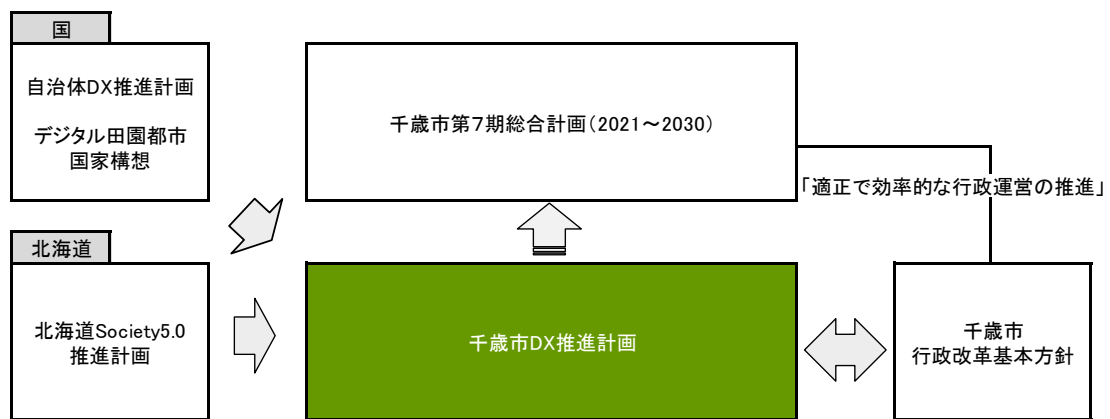 国
自治体DX推進計画
デジタル田園都市
国家構想
千歳市第7期総合計画(2021~2030)
「適正で効率的な行政運営の推進」
北海道
北海道Society5.0
推進計画
千歳市DX推進計画
千歳市
行政改革基本方針